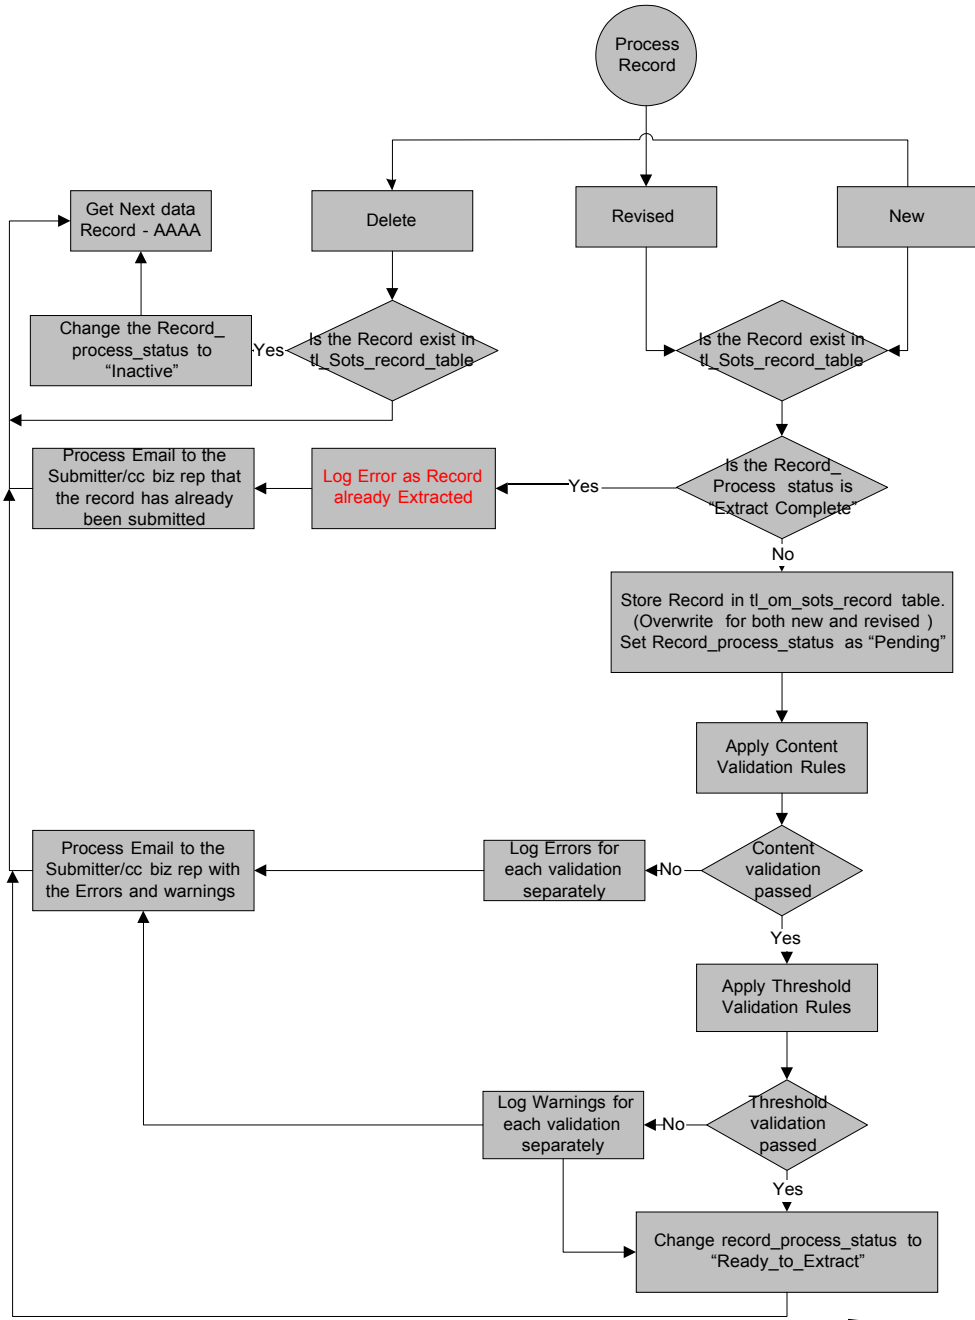 Process
Record
Get Next data
Record - AAAA
Delete
Revised
New
Change the Record_
process_status to
“Inactive”
Yes
Is the Record exist in
tl_Sots_record_table
Is the Record exist in
tl_Sots_record_table
Process Email to the
Submitter/cc biz rep that
the record has already
been submitted
Log Error as Record
already Extracted
Yes
Is the Record_
Process status is
“Extract Complete”
No
Store Record in tl_om_sots_record table.
(Overwrite for both new and revised )
Set Record_process_status as “Pending”
Apply Content
Validation Rules
Process Email to the
Submitter/cc biz rep with
the Errors and warnings
Log Errors for
each validation
separately
No
Content
validation
passed
Yes
Apply Threshold
Validation Rules
Log Warnings for
each validation
separately
No
Threshold
validation
passed
Yes
Change record_process_status to
“Ready_to_Extract”